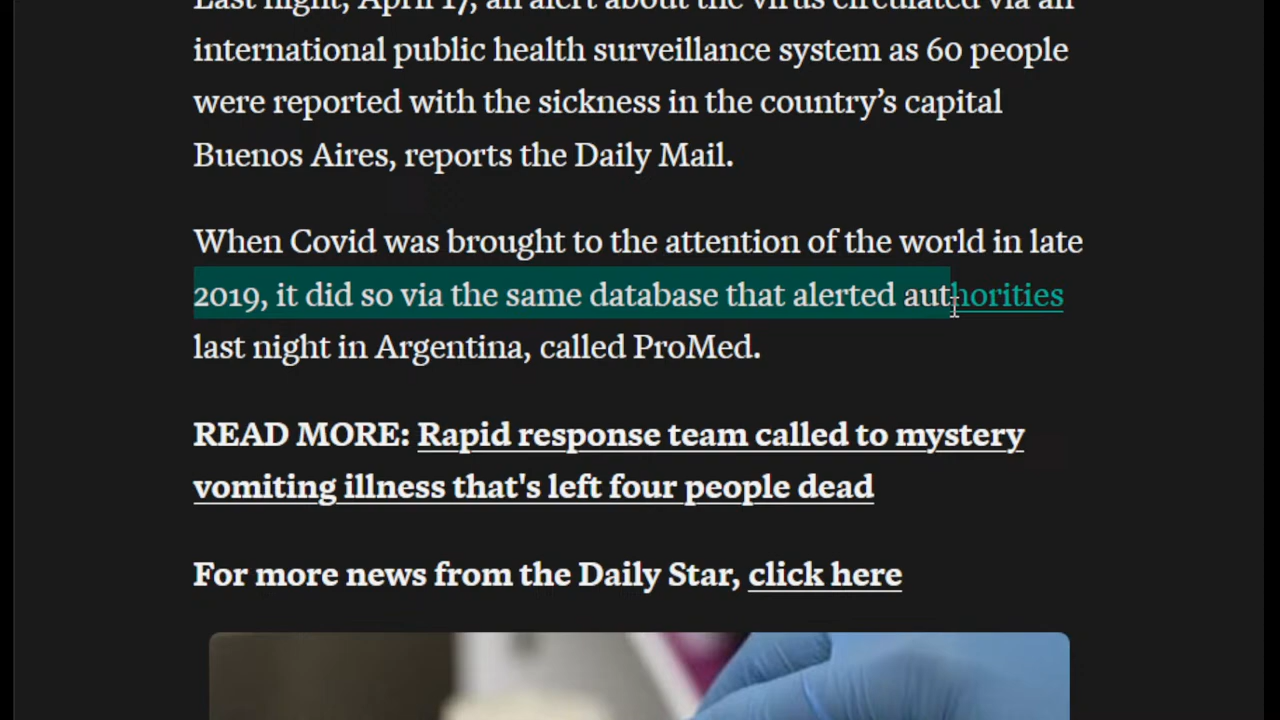 Last night, April 17, an alert about the virus circulated via an
international public health surveillance system as 60 people
were reported with the sickness in the country’s capital
Buenos Aires, reports the Daily Mail.
When Covid was brought to the attention of the world in late
2019, it did so via the same database that alerted authorities
last night in Argentina, called ProMed.
READ MORE: Rapid response team called to mystery
vomiting illness that's left four people dead
For more news from the Daily Star, click here